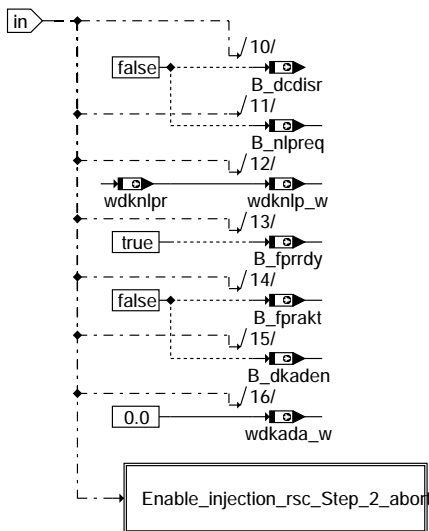 in
10/
false
B_dcdisr
11/
B_nlpreq
12/
wdknlpr
wdknlp_w
13/
true
B_fprrdy
14/
false
B_fprakt
15/
B_dkaden
16/
0.0
wdkada_w
Enable_injection_rsc_Step_2_abort